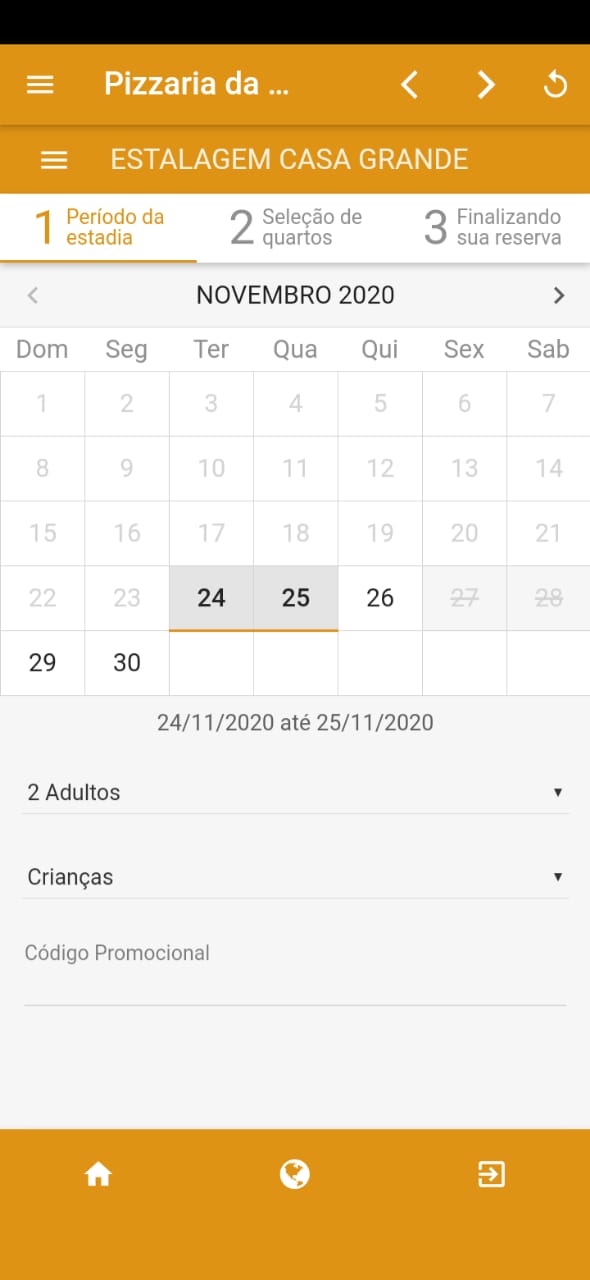 Pizzaria da ...
ESTALAGEM CASA GRANDE
1 Período da estadia
2 Seleção de quartos
3 Finalizando sua reserva
NOVEMBRO 2020
Dom Seg Ter Qua Qui Sex Sab
1 2 3 4 5 6 7
8 9 10 11 12 13 14
15 16 17 18 19 20 21
22 23 24 25 26 27 28
29 30
24/11/2020 até 25/11/2020
2 Adultos
Crianças
Código Promocional